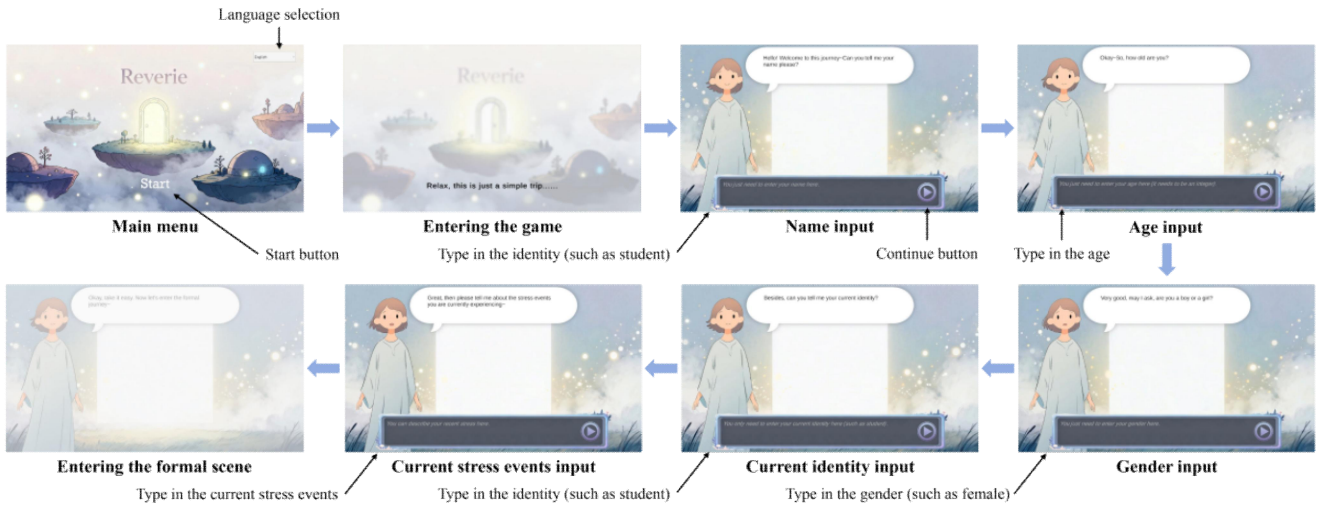 Language selection
English
Reverie
Start
Main menu
Start button
Reverie
Relax, this is just a simple trip......
Entering the game
Hello! Welcome to this journey~Can you tell me your
name please?
You just need to enter your name here
Name input
Type in the identity (such as student)
Continue button
Okay~So, how old are you?
You just need to enter your age here (it needs to be an integer)
Age input
Type in the age
Okay, take it easy. Now let's enter the formal
journey~
Entering the formal scene
Great, then please tell me about the stress events
you are currently experiencing~
You can describe your recent stress here
Current stress events input
Type in the current stress events
Besides, can you tell me your current identity?
You only need to enter your current identity here (such as student)
Current identity input
Type in the identity (such as student)
Very good, may I ask, are you a boy or a girl?
You just need to enter your gender here
Gender input
Type in the gender (such as female)